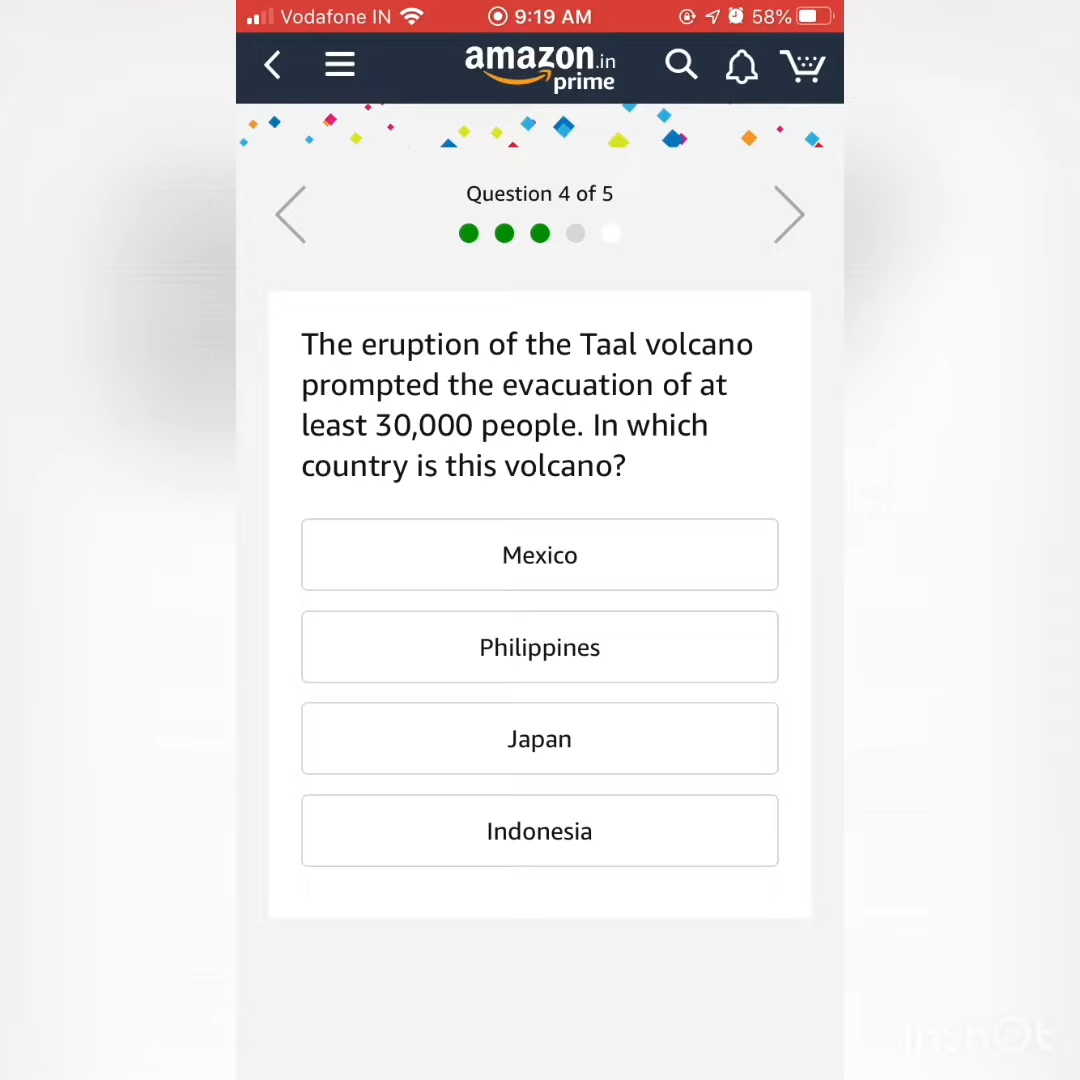 Vodafone IN 9:19 AM 58%
amazon.in
prime
Question 4 of 5
The eruption of the Taal volcano
prompted the evacuation of at
least 30,000 people. In which
country is this volcano?
Mexico
Philippines
Japan
Indonesia